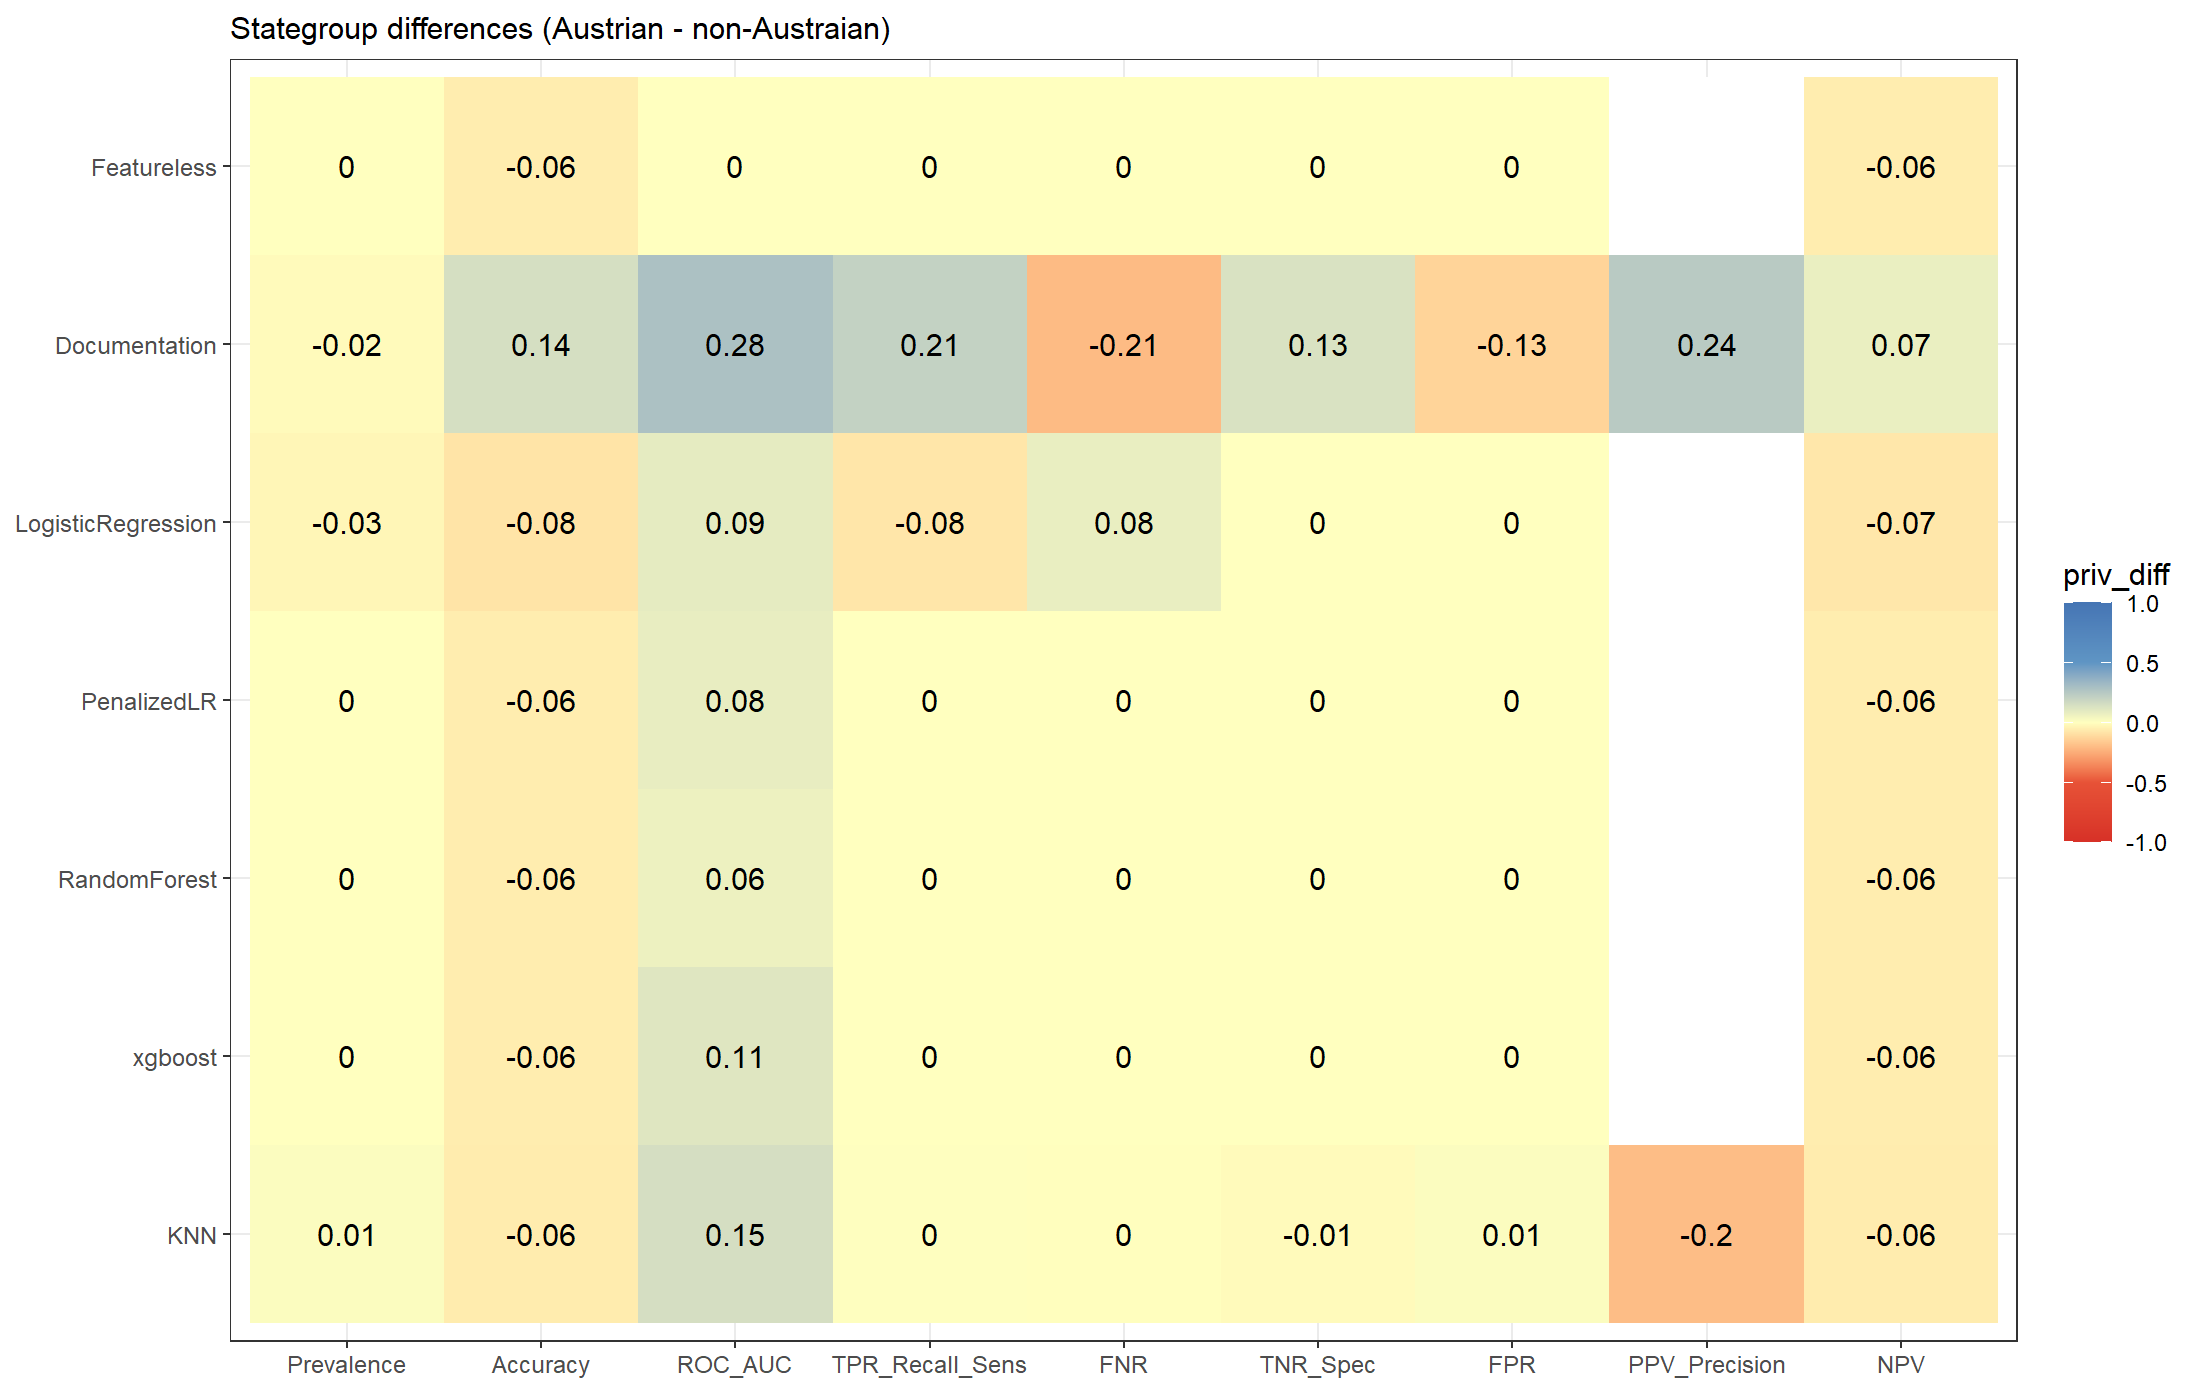 Stategroup differences (Austrian - non-Austraian)
Featureless 0 -0.06 0 0 0 0 0 -0.06
Documentation -0.02 0.14 0.28 0.21 -0.21 0.13 -0.13 0.24 0.07
LogisticRegression -0.03 -0.08 0.09 -0.08 0.08 0 0 -0.07
PenalizedLR 0 -0.06 0.08 0 0 0 0 -0.06
RandomForest 0 -0.06 0.06 0 0 0 0 -0.06
xgboost 0 -0.06 0.11 0 0 0 0 -0.06
KNN 0.01 -0.06 0.15 0 0 -0.01 0.01 -0.2 -0.06
Prevalence Accuracy ROC_AUC TPR_Recall_Sens FNR TNR_Spec FPR PPV_Precision NPV
priv_diff
1.0
0.5
0.0
-0.5
-1.0